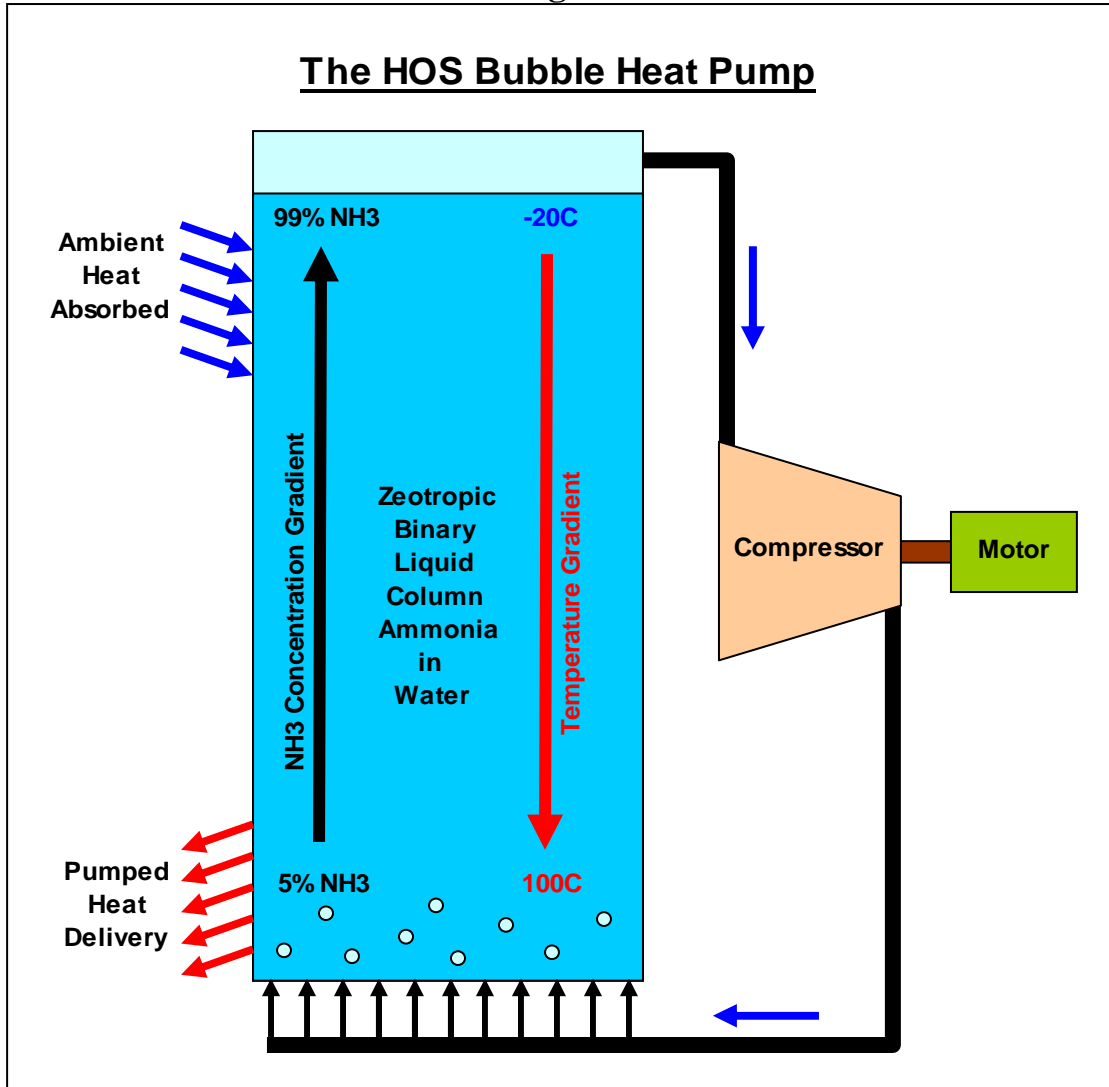 The HOS Bubble Heat Pump
99% NH3
-20C
Ambient
Heat
Absorbed
NH3 Concentration Gradient
Zeotropic
Binary
Liquid
Column
Ammonia
in
Water
Temperature Gradient
Compressor
Motor
Pumped
Heat
Delivery
5% NH3
100C